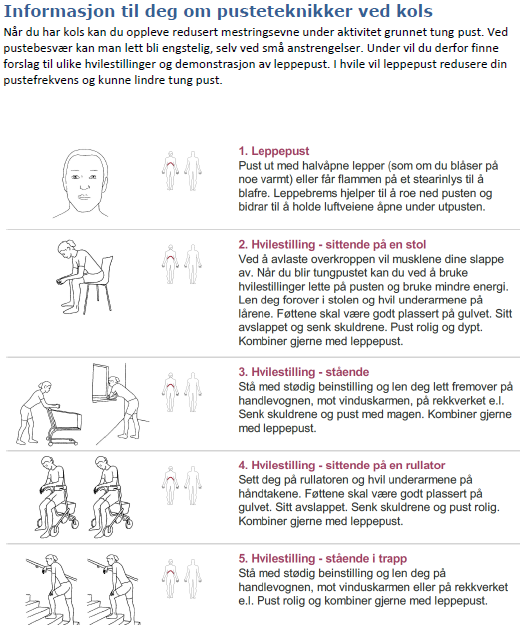 Informasjon til deg om pusteteknikker ved kols
Når du har kols kan du oppleve redusert mestringsevne under aktivitet grunnet tung pust. Ved
pustebesvær kan man lett bli engstelig, selv ved små anstrengelser. Under vil du derfor finne
forslag til ulike hvilestillinger og demonstrasjon av leppepust. I hvile vil leppepust redusere din
pustefrekvens og kunne lindre tung pust.
1. Leppepust
Pust ut med halvåpne lepper (som om du blåser på
noe varmt) eller får flammen på et stearinlys til å
blafre. Leppebrems hjelper til å roe ned pusten og
bidrar til å holde luftveiene åpne under utpusten.
2. Hvilestilling - sittende på en stol
Ved å avlaste overkroppen vil musklene dine slappe
av. Når du blir tungpustet kan du ved å bruke
hvilestillinger lette på pusten og bruke mindre energi.
Len deg forover i stolen og hvil underarmene på
lårene. Føttene skal være godt plassert på gulvet. Sitt
avslappet og senk skuldrene. Pust rolig og dypt.
Kombiner gjerne med leppepust.
3. Hvilestilling - stående
Stå med stødig beinstilling og len deg lett fremover på
handlevognen, mot vinduskarmen, på rekkverket e.l.
Senk skuldrene og pust med magen. Kombiner gjerne
med leppepust.
4. Hvilestilling - sittende på en rullator
Sett deg på rullatoren og hvil underarmene på
håndtakene. Føttene skal være godt plassert på
gulvet. Sitt avslappet. Senk skuldrene og pust rolig.
Kombiner gjerne med leppepust.
5. Hvilestilling - stående i trapp
Stå med stødig beinstilling og len deg på
handlevognen, mot vinduskarmen eller på rekkverket
e.l. Pust rolig og kombiner gjerne med leppepust.